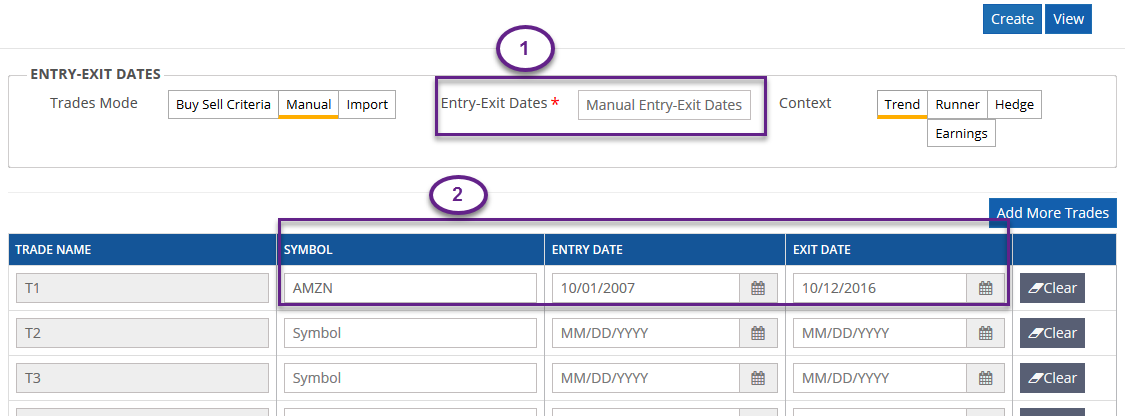 Create View
1
ENTRY-EXIT DATES
Trades Mode Buy Sell Criteria Manual Import Entry-Exit Dates * Manual Entry-Exit Dates Context Trend Runner Hedge
Earnings
2
Add More Trades
TRADE NAME SYMBOL ENTRY DATE EXIT DATE
T1 AMZN 10/01/2007 10/12/2016 Clear
T2 Symbol MM/DD/YYYY MM/DD/YYYY Clear
T3 Symbol MM/DD/YYYY MM/DD/YYYY Clear